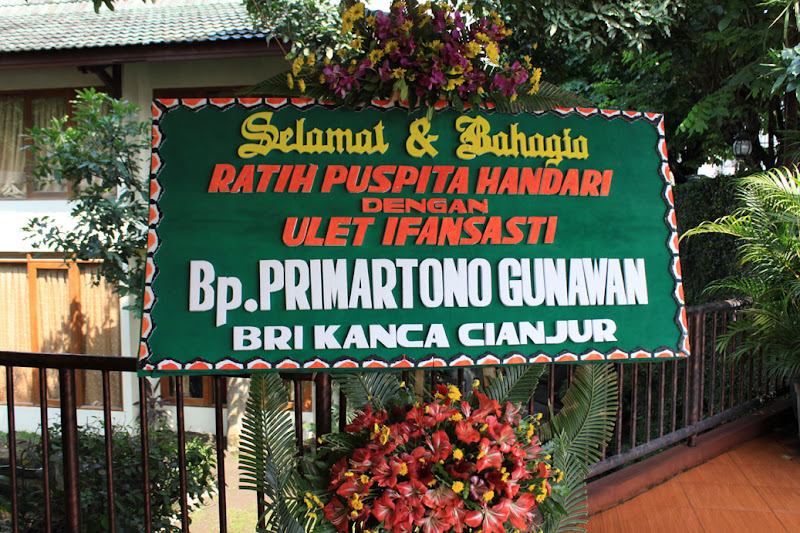 Selamat & Bahagia
RATIH PUSPITA HANDARI
DENGAN
ULET IFANSASTI
Bp. PRIMARTONO GUNAWAN
BRI KANCA CIANJUR